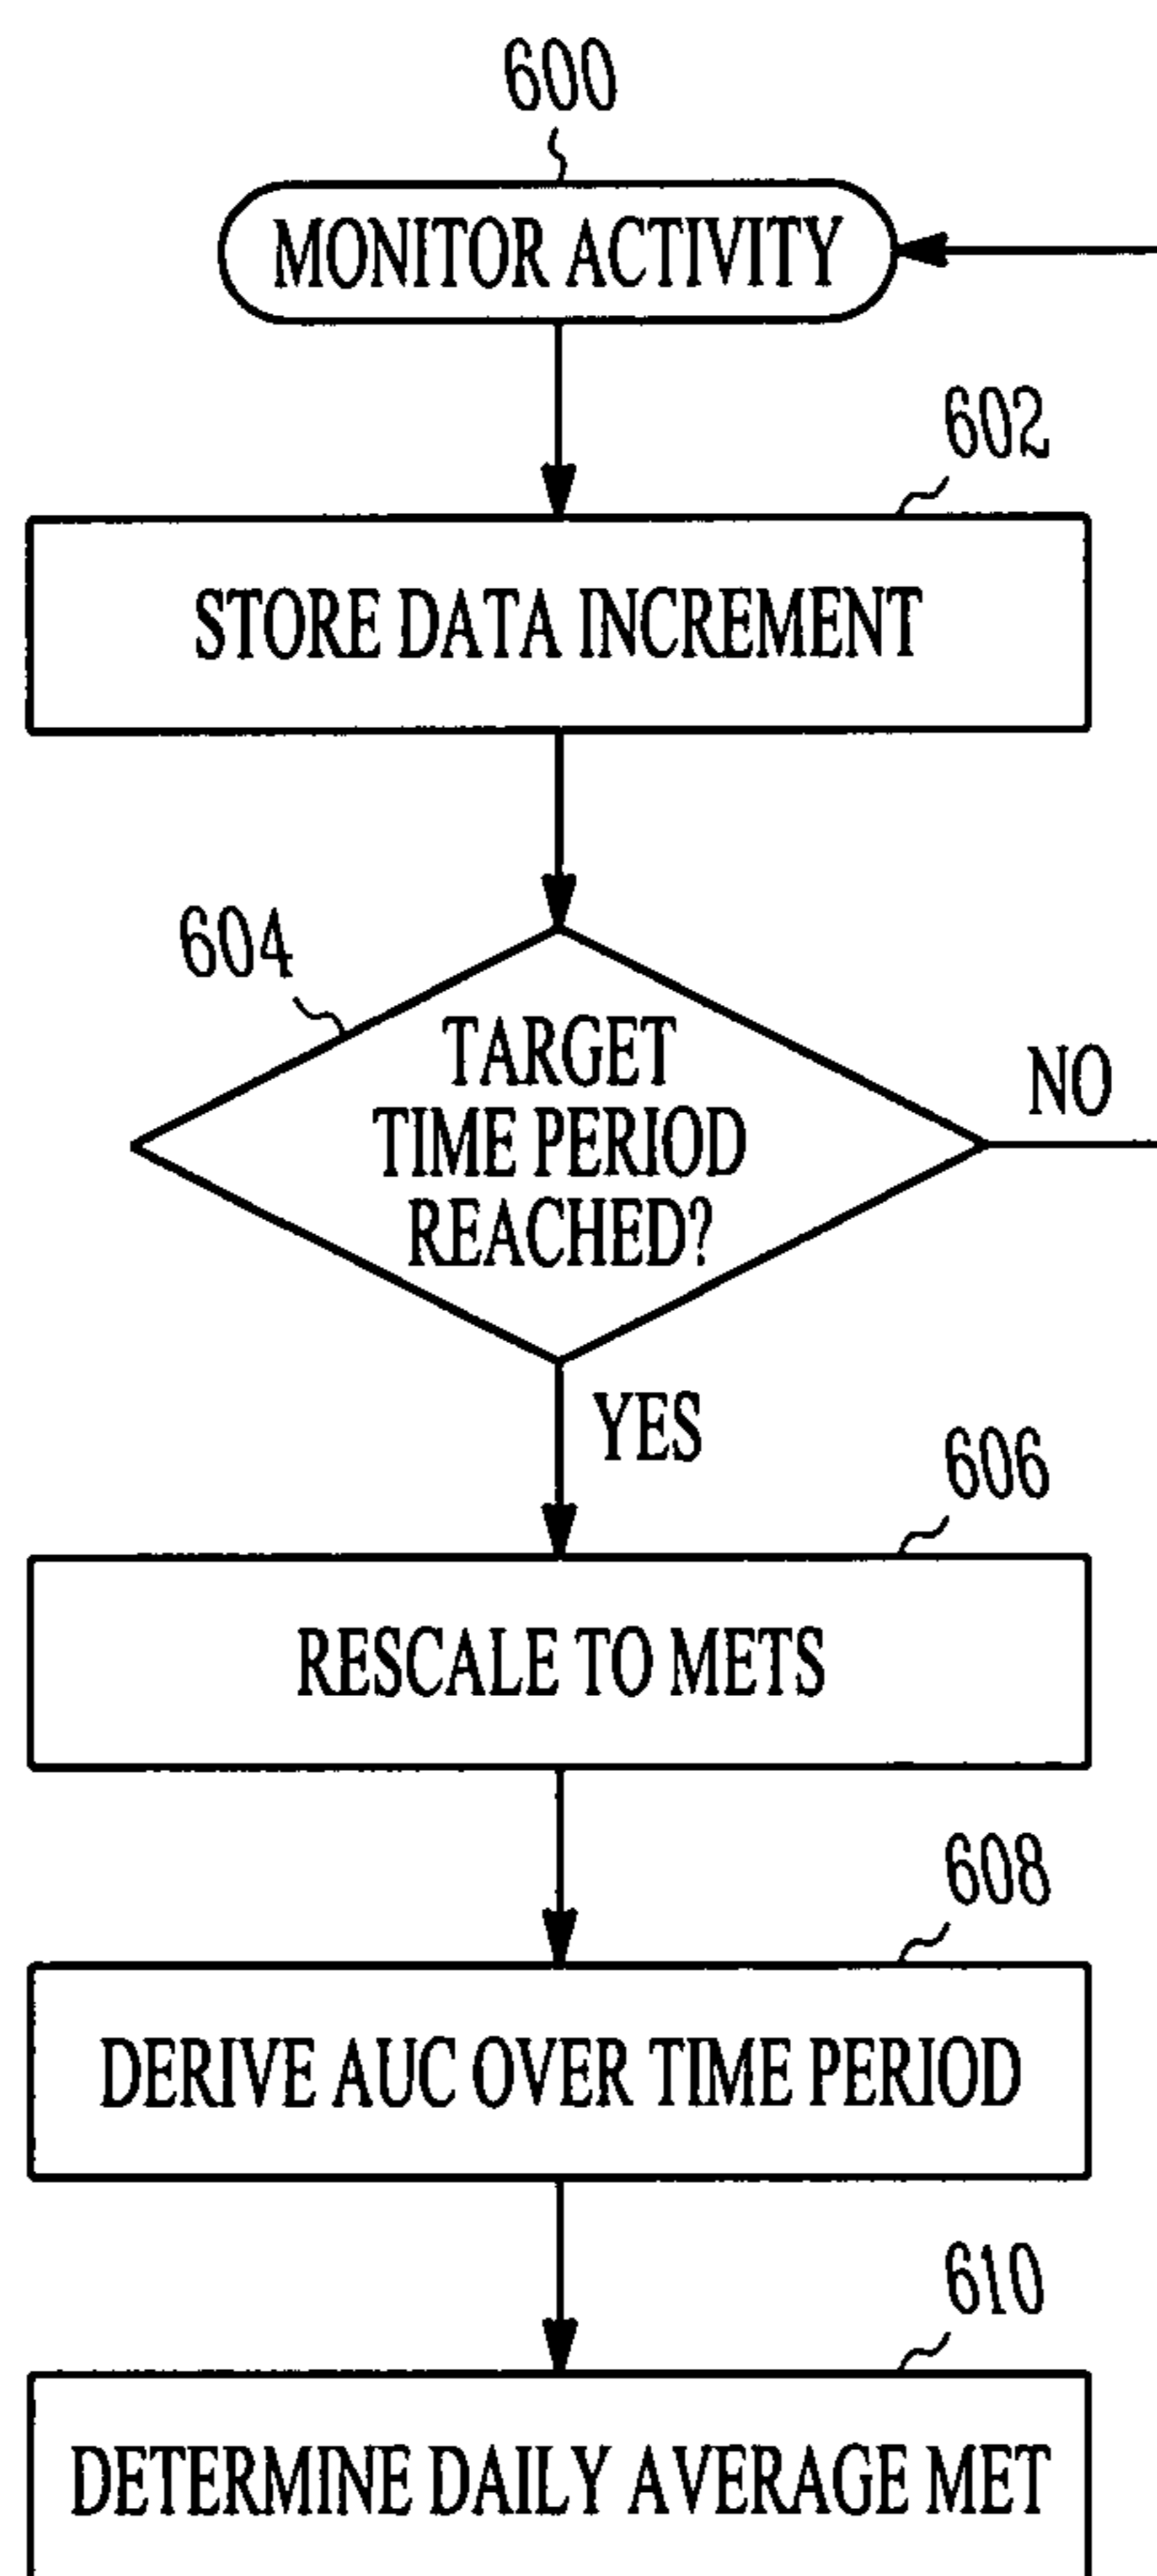 600
MONITOR ACTIVITY
602
STORE DATA INCREMENT
604
TARGET
TIME PERIOD
REACHED?
NO
YES
606
RESCALE TO METS
608
DERIVE AUC OVER TIME PERIOD
610
DETERMINE DAILY AVERAGE MET